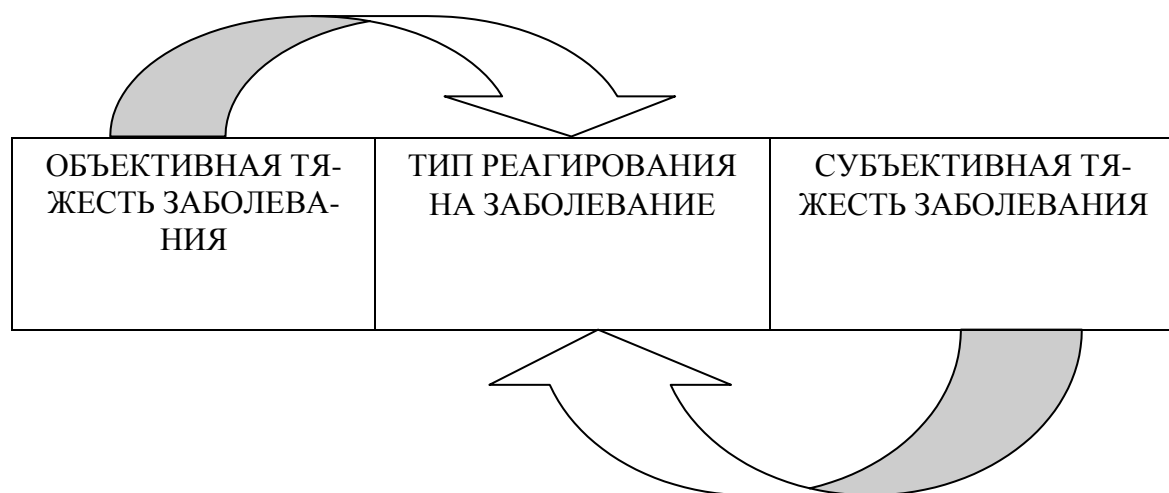 ОБЪЕКТИВНАЯ ТЯ-
ЖЕСТЬ ЗАБОЛЕВА-
НИЯ
ТИП РЕАГИРОВАНИЯ
НА ЗАБОЛЕВАНИЕ
СУБЪЕКТИВНАЯ ТЯ-
ЖЕСТЬ ЗАБОЛЕВАНИЯ